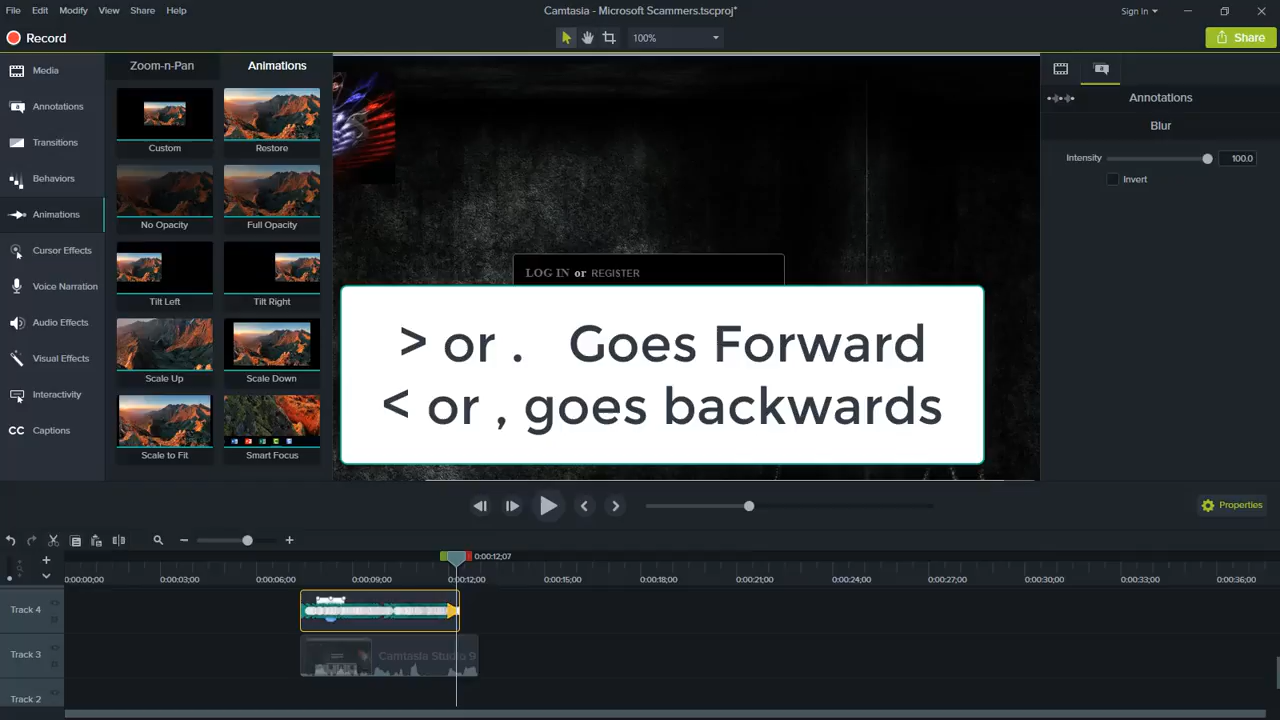 Camtasia - Microsoft Scammers.tscproj*
File Edit Modify View Share Help
Sign In
Record
100%
Share
Media
Annotations
Transitions
Behaviors
Animations
Cursor Effects
Voice Narration
Audio Effects
Visual Effects
Interactivity
CC Captions
Zoom-n-Pan Animations
Custom Restore
No Opacity Full Opacity
Tilt Left Tilt Right
Scale Up Scale Down
Scale to Fit Smart Focus
LOG IN or REGISTER
> or . Goes Forward
< or , goes backwards
Annotations
Blur
Intensity 100.0
Invert
Properties
0:00:12;07
0:00:00;00 0:00:03;00 0:00:06;00 0:00:09;00 0:00:12;00 0:00:15;00 0:00:18;00 0:00:21;00 0:00:24;00 0:00:27;00 0:00:30;00 0:00:33;00 0:00:36;00
Track 4
Track 3 Camtasia Studio 9
Track 2